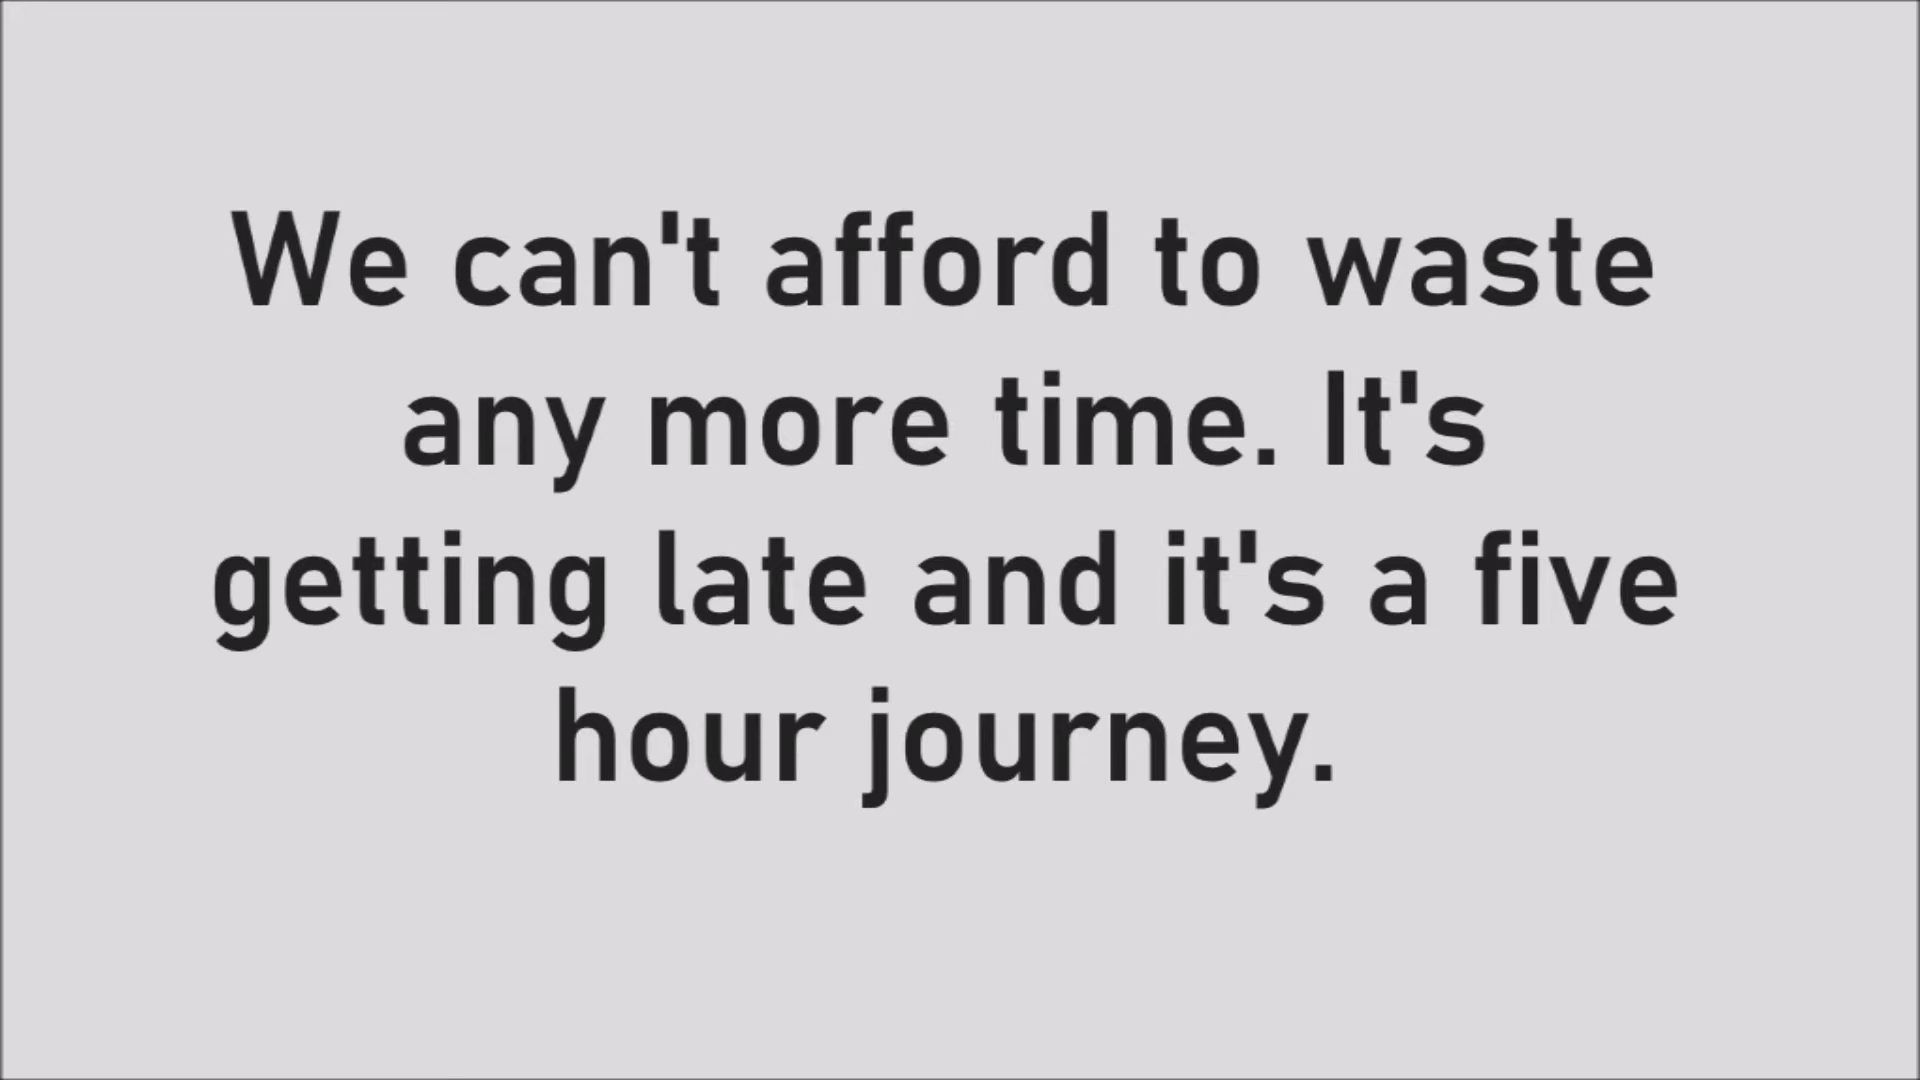 We can't afford to waste
any more time. It's
getting late and it's a five
hour journey.